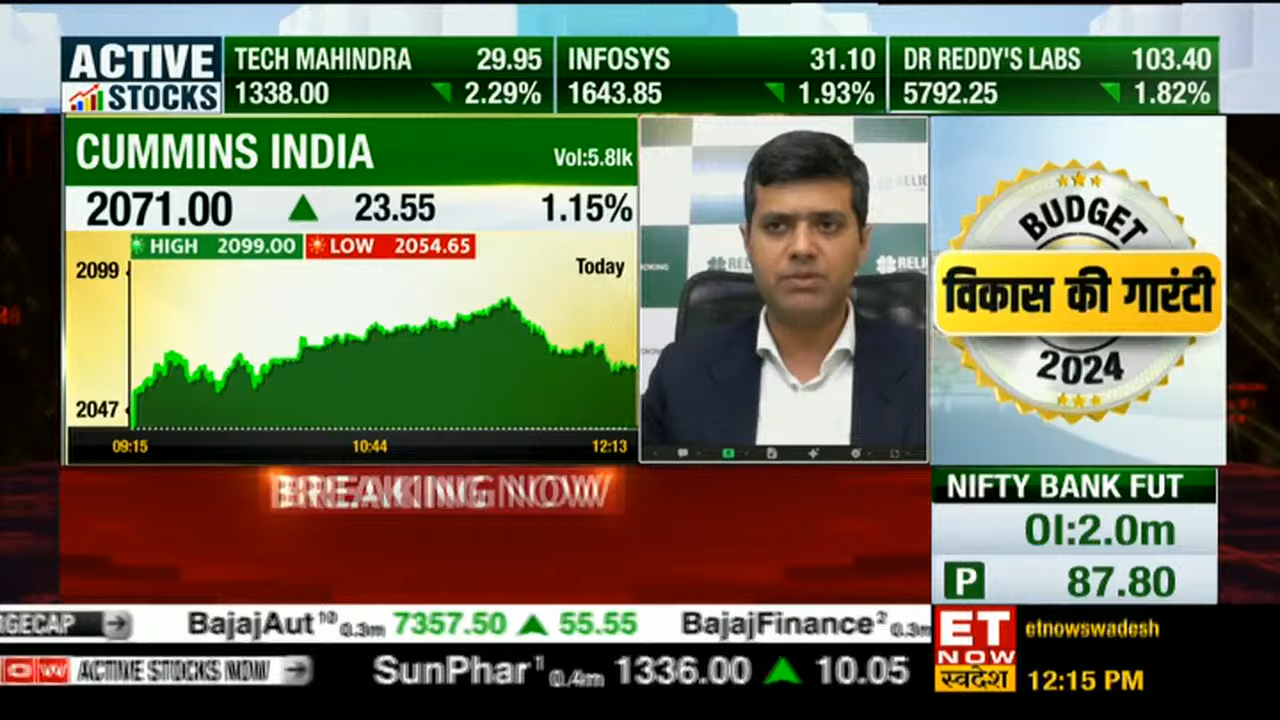 ACTIVE
STOCKS
TECH MAHINDRA 29.95
1338.00 2.29%
INFOSYS 31.10
1643.85 1.93%
DR REDDY'S LABS 103.40
5792.25 1.82%
CUMMINS INDIA Vol:5.8lk
2071.00 23.55 1.15%
HIGH 2099.00 LOW 2054.65
2099
Today
2047
09:15 10:44 12:13
BUDGET
विकास की गारंटी
2024
BREAKING NOW
NIFTY BANK FUT
OI:2.0m
P 87.80
BajajAut 10 0.3m 7357.50 55.55 BajajFinance 2 0.3m
ACTIVE STOCKS NOW
SunPhar 1 0.4m 1336.00 10.05
ET
NOW
स्वदेश
etnowswadesh
12:15 PM